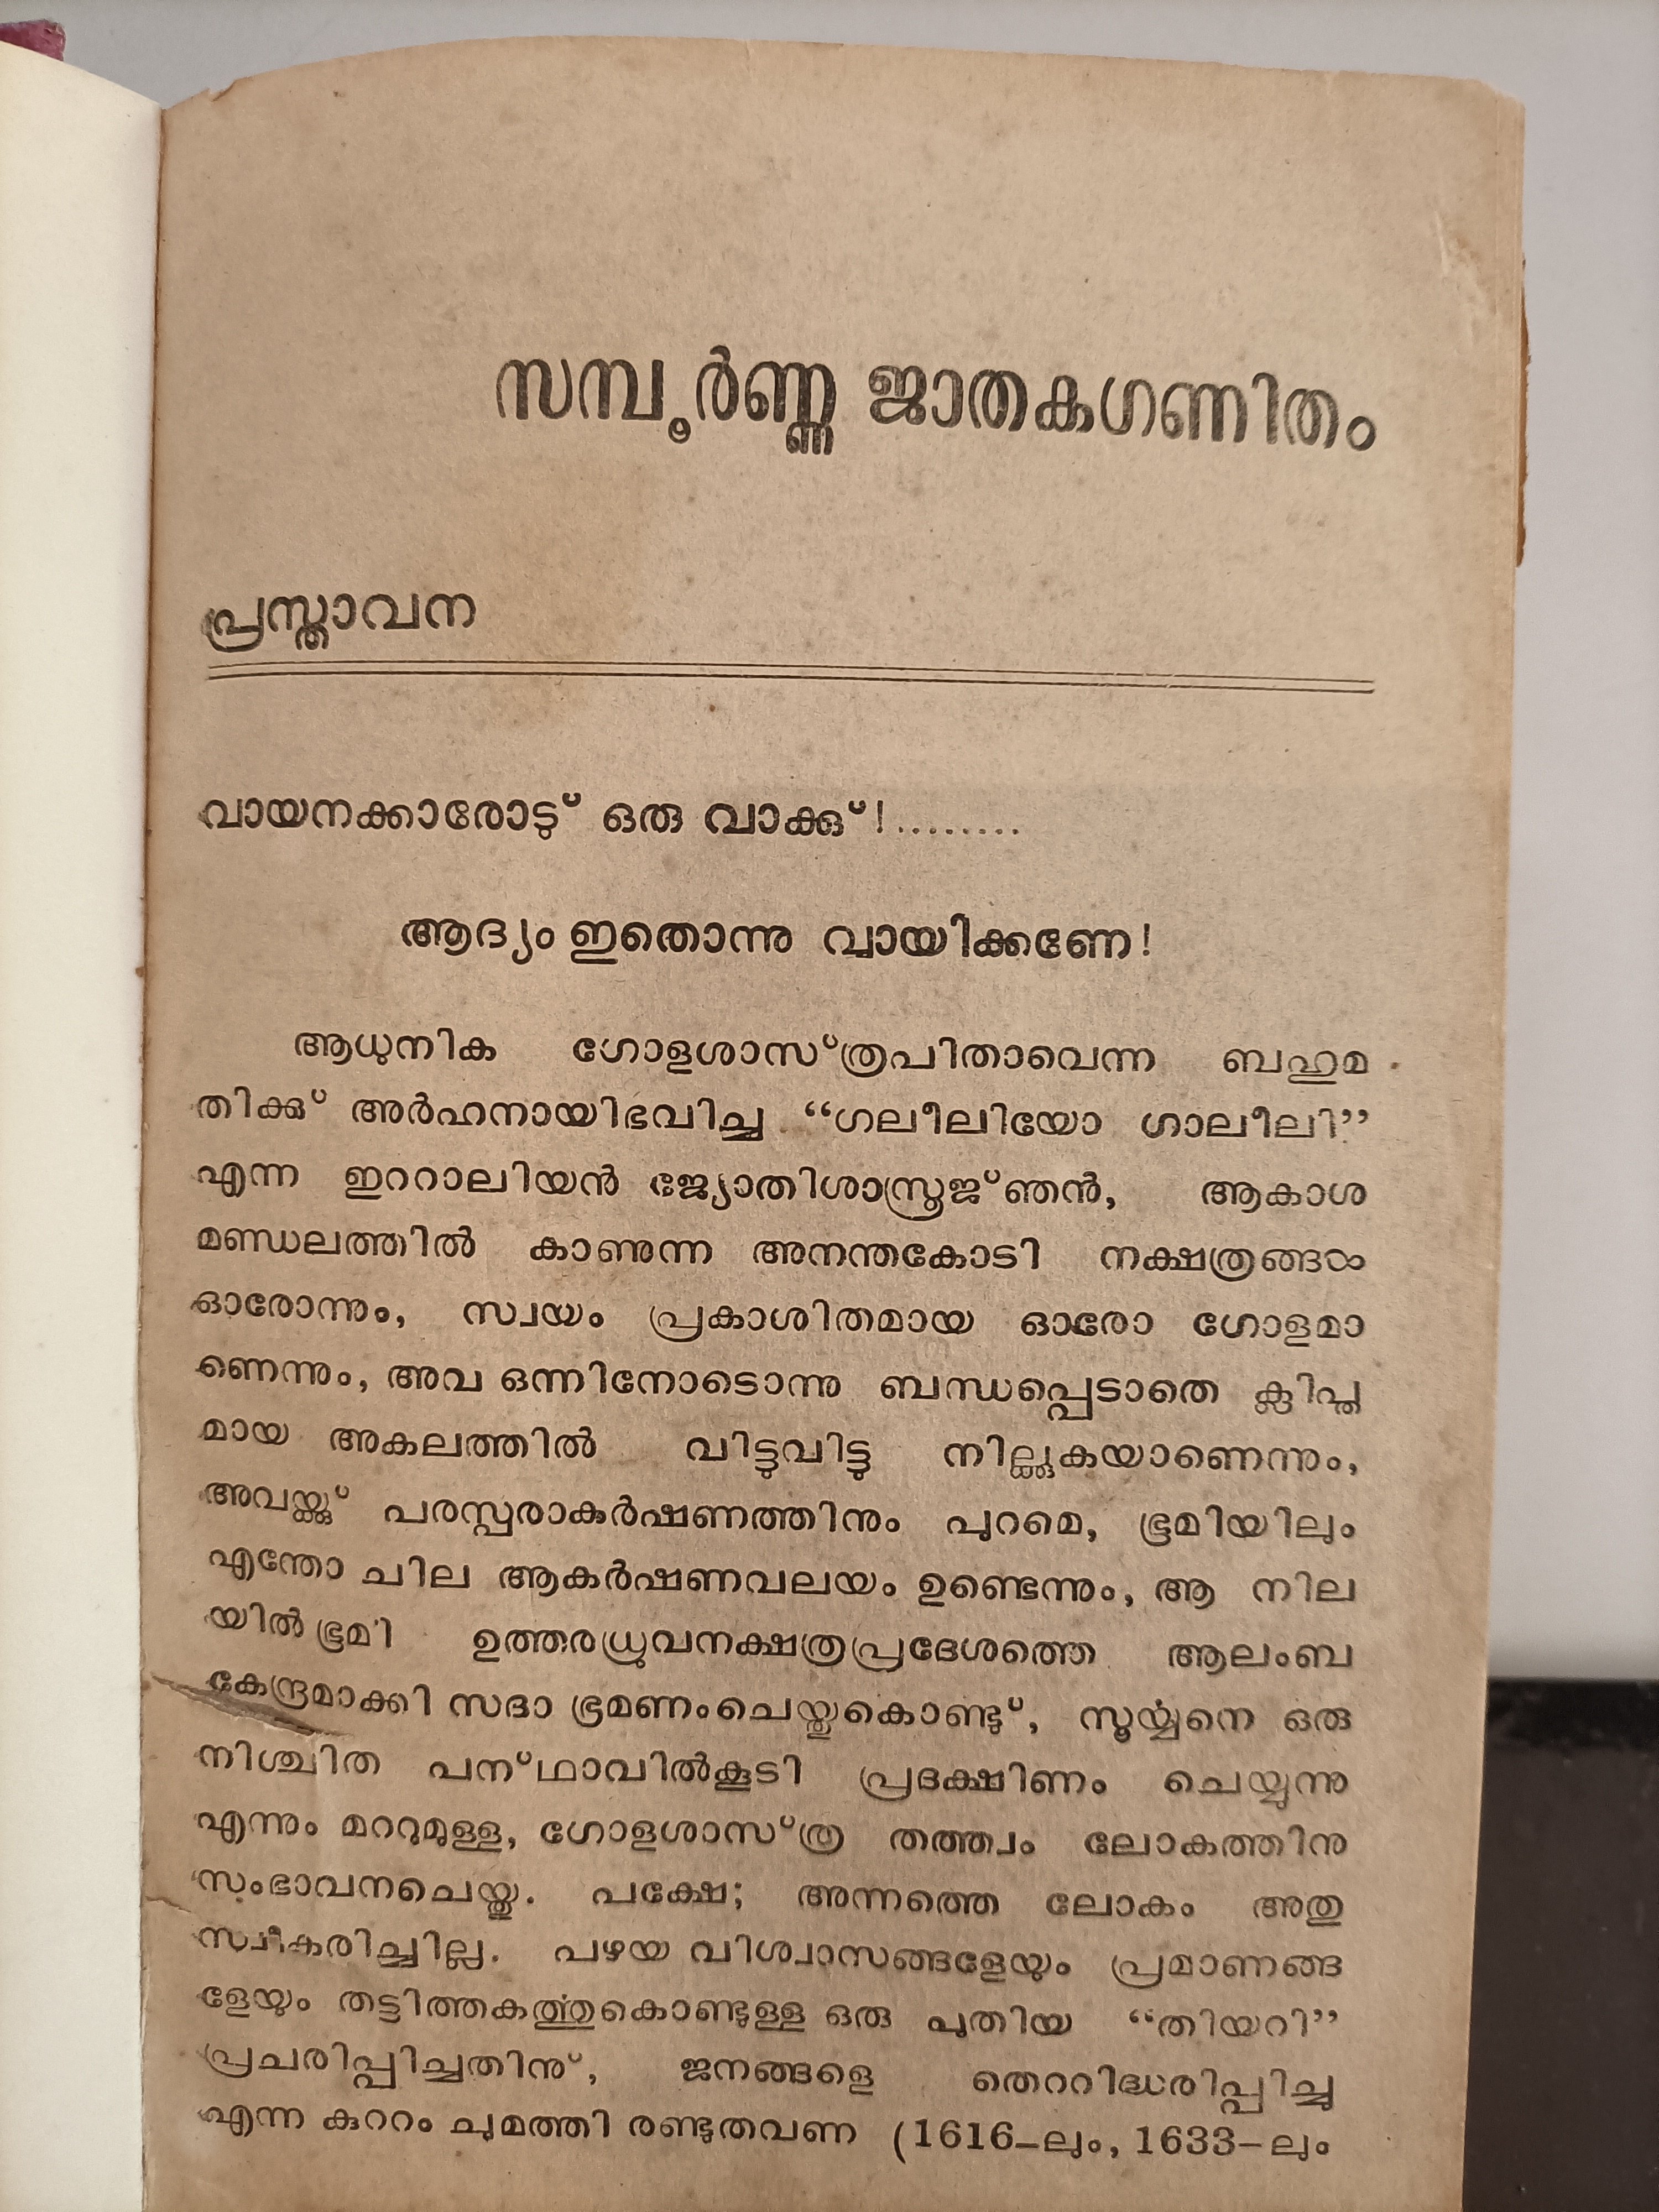 സമ്പൂർണ്ണ ജാതകഗണിതം
പ്രസ്താവന
വായനക്കാരോടു് ഒരു വാക്കു്!........
ആദ്യം ഇതൊന്നു വായിക്കണേ!
ആധുനിക ഗോളശാസ്ത്രപിതാവെന്ന ബഹുമ
തിക്കു് അർഹനായിഭവിച്ച “ഗലീലിയോ ഗാലീലി”
എന്ന ഇററാലിയൻ ജ്യോതിശാസ്ത്രജ്ഞൻ, ആകാശ
മണ്ഡലത്തിൽ കാണുന്ന അനന്തകോടി നക്ഷത്രങ്ങൾ
ഓരോന്നും, സ്വയം പ്രകാശിതമായ ഓരോ ഗോളമാ
ണെന്നും, അവ ഒന്നിനോടൊന്നു ബന്ധപ്പെടാതെ ക്ലിപ്ത
മായ അകലത്തിൽ വിട്ടുവിട്ടു നില്ക്കുകയാണെന്നും,
അവയ്ക്കു് പരസ്പരാകർഷണത്തിനും പുറമെ, ഭൂമിയിലും
എന്തോ ചില ആകർഷണവലയം ഉണ്ടെന്നും, ആ നില
യിൽ ഭൂമി ഉത്തരധ്രുവനക്ഷത്രപ്രദേശത്തെ ആലംബ
കേന്ദ്രമാക്കി സദാ ഭ്രമണംചെയ്തുകൊണ്ടു്, സൂര്യ്യനെ ഒരു
നിശ്ചിത പന്ഥാവിൽകൂടി പ്രദക്ഷിണം ചെയ്യുന്നു
എന്നും മററുമുള്ള, ഗോളശാസ്ത്ര തത്ത്വം ലോകത്തിനു
സംഭാവനചെയ്തു. പക്ഷേ; അന്നത്തെ ലോകം അതു
സ്വീകരിച്ചില്ല. പഴയ വിശ്വാസങ്ങളേയും പ്രമാണങ്ങ
ളേയും തട്ടിത്തകർത്തുകൊണ്ടുള്ള ഒരു പുതിയ “തിയറി”
പ്രചരിപ്പിച്ചതിനു്, ജനങ്ങളെ തെററിദ്ധരിപ്പിച്ചു
എന്ന കുററം ചുമത്തി രണ്ടുതവണ (1616-ലും, 1633-ലും